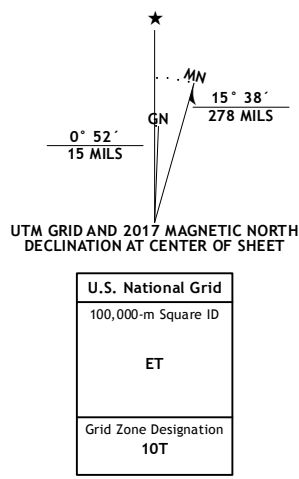 ★
MN
GN
15° 38´
278 MILS
0° 52´
15 MILS
UTM GRID AND 2017 MAGNETIC NORTH
DECLINATION AT CENTER OF SHEET
U.S. National Grid
100,000-m Square ID
ET
Grid Zone Designation
10T